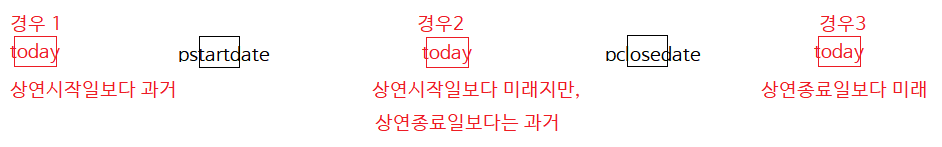 경우 1
경우2
경우3
today
pstartdate
today
pclosedate
today
상연시작일보다 과거
상연시작일보다 미래지만,
상연종료일보다는 과거
상연종료일보다 미래